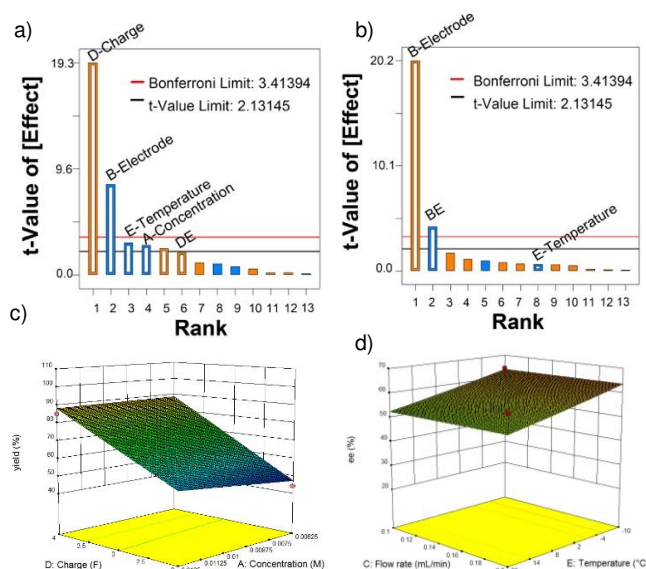 a)
19.3
9.6
0.0
t-Value of [Effect]
D-Charge
B-Electrode
E-Temperature
A-Concentration
DE
Bonferroni Limit: 3.41394
t-Value Limit: 2.13145
1 2 3 4 5 6 7 8 9 10 11 12 13
Rank
b)
20.2
10.1
0.0
t-Value of [Effect]
B-Electrode
BE
E-Temperature
Bonferroni Limit: 3.41394
t-Value Limit: 2.13145
1 2 3 4 5 6 7 8 9 10 11 12 13
Rank
c)
110
100
90
80
70
60
50
40
yield (%)
4
3.5
3
2.5
D: Charge (F)
0.01125
0.01
0.00875
0.0075
0.00625
A: Concentration (M)
d)
70
60
50
40
30
20
ee (%)
0.1
0.12
0.14
0.16
C: Flow rate (mL/min)
14
8
2
-4
-10
E: Temperature (°C